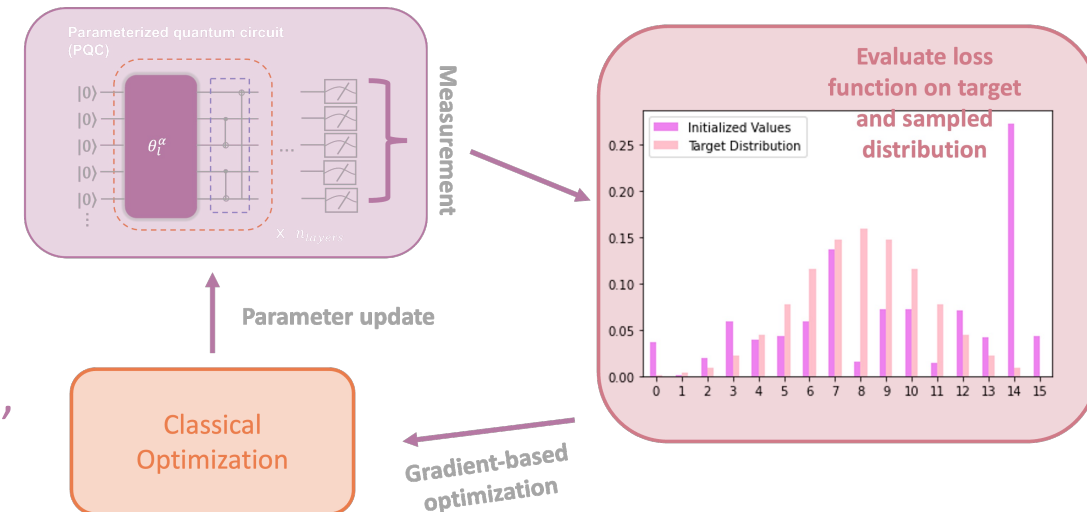 Parameterized quantum circuit
(PQC)
|0⟩
|0⟩
|0⟩
|0⟩
|0⟩
⋮
θ_l^α
...
x n_layers
Measurement
Evaluate loss
function on target
and sampled
distribution
Initialized Values
Target Distribution
0.25
0.20
0.15
0.10
0.05
0.00
0 1 2 3 4 5 6 7 8 9 10 11 12 13 14 15
Parameter update
,
Classical
Optimization
Gradient-based
optimization